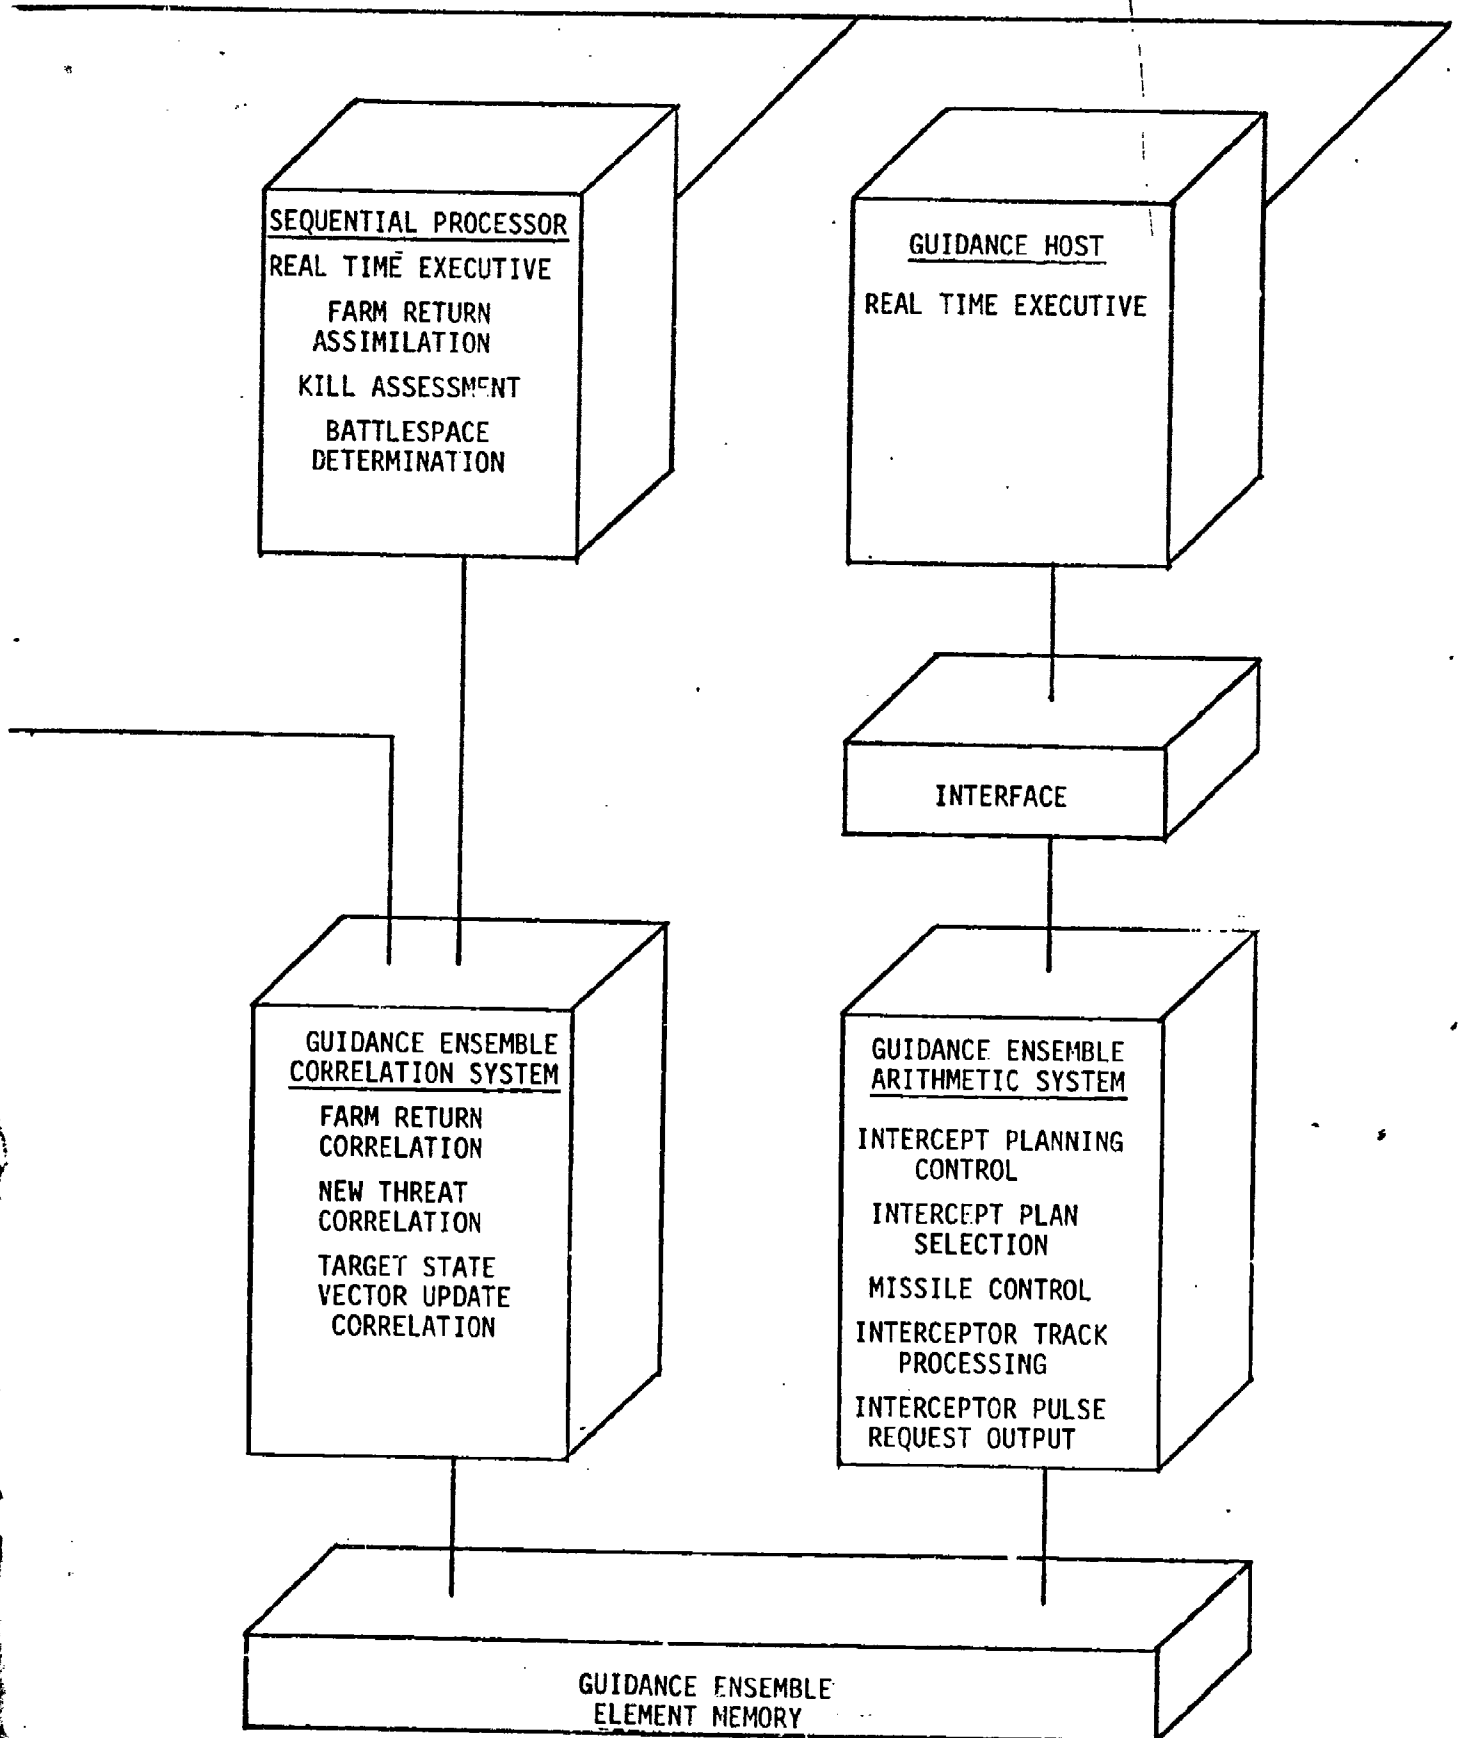 SEQUENTIAL PROCESSOR
REAL TIME EXECUTIVE
FARM RETURN
ASSIMILATION
KILL ASSESSMENT
BATTLESPACE
DETERMINATION
GUIDANCE HOST
REAL TIME EXECUTIVE
INTERFACE
GUIDANCE ENSEMBLE
CORRELATION SYSTEM
FARM RETURN
CORRELATION
NEW THREAT
CORRELATION
TARGET STATE
VECTOR UPDATE
CORRELATION
GUIDANCE ENSEMBLE
ARITHMETIC SYSTEM
INTERCEPT PLANNING
CONTROL
INTERCEPT PLAN
SELECTION
MISSILE CONTROL
INTERCEPTOR TRACK
PROCESSING
INTERCEPTOR PULSE
REQUEST OUTPUT
GUIDANCE ENSEMBLE
ELEMENT MEMORY